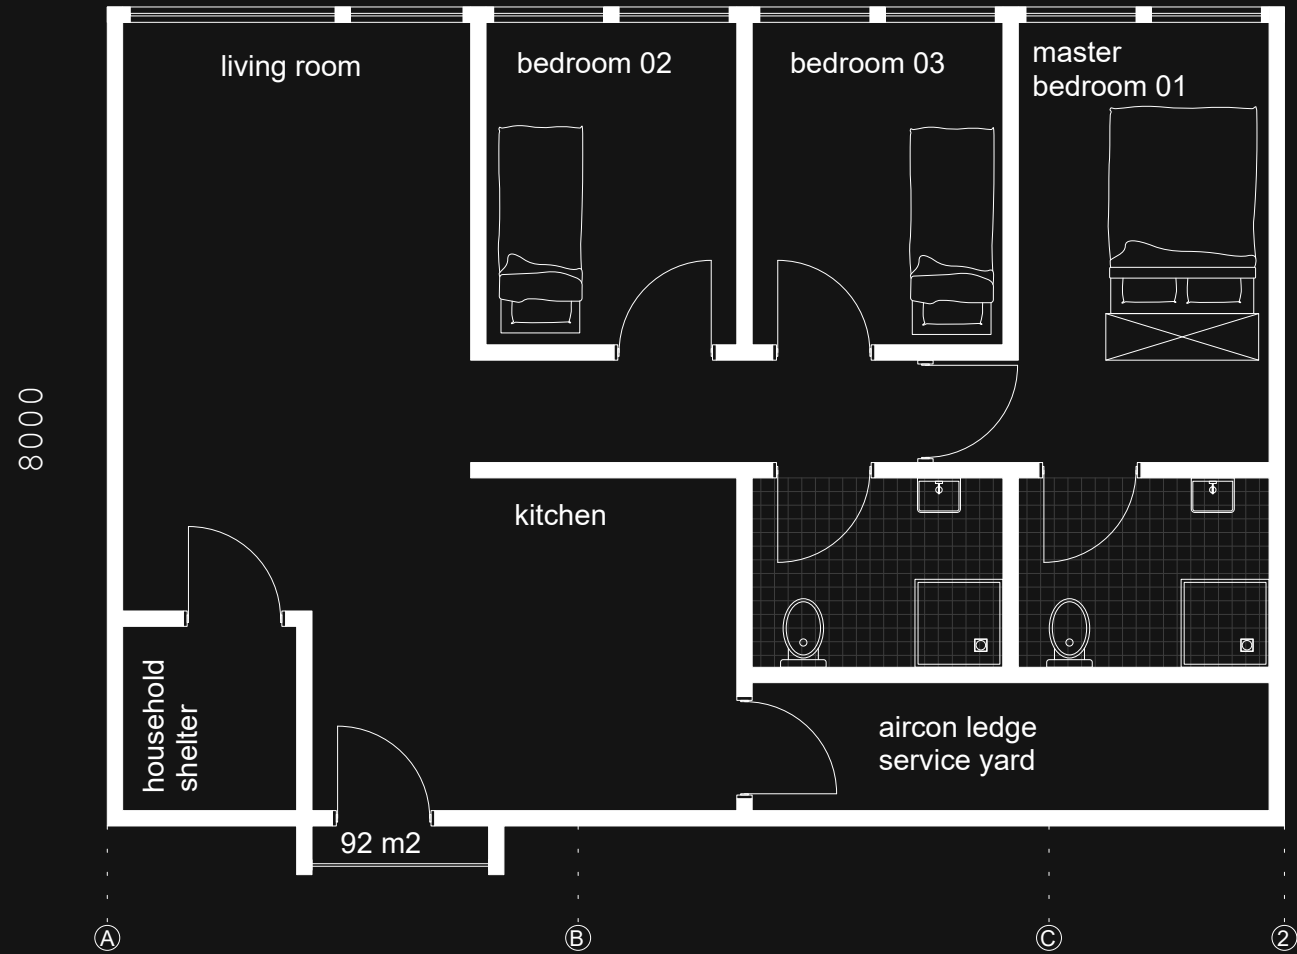 living room
bedroom 02
bedroom 03
master
bedroom 01
8000
kitchen
household
shelter
aircon ledge
service yard
92 m2
A
B
C
2